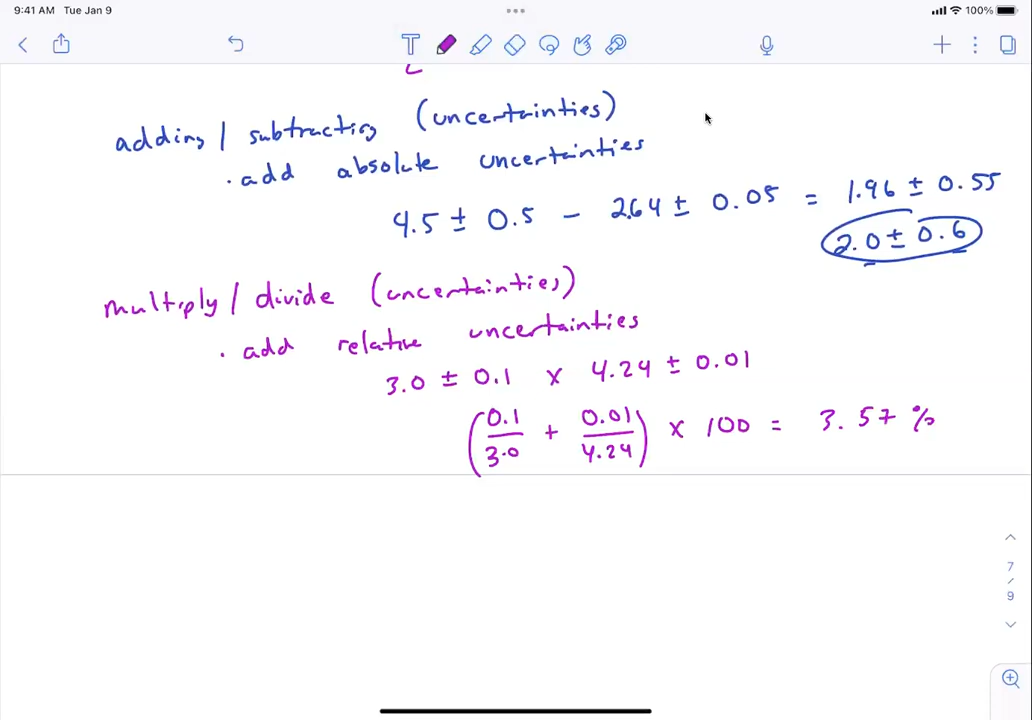 9:41 AM Tue Jan 9
100%
adding / subtracting (uncertainties)
· add absolute uncertainties
4.5 ± 0.5 - 2.64 ± 0.05 = 1.96 ± 0.55
2.0 ± 0.6
multiply / divide (uncertainties)
· add relative uncertainties
3.0 ± 0.1 x 4.24 ± 0.01
(0.1/3.0 + 0.01/4.24) x 100 = 3.57 %
7
/
9